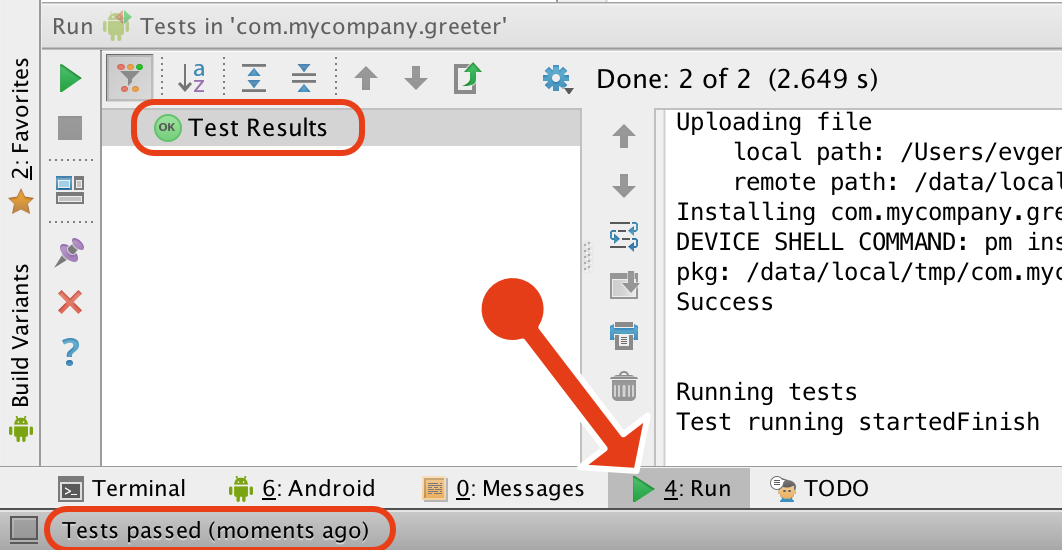 Run Tests in 'com.mycompany.greeter'
2: Favorites
Build Variants
a
z
Done: 2 of 2 (2.649 s)
OK Test Results
Uploading file
local path: /Users/evgen
remote path: /data/local
Installing com.mycompany.gre
DEVICE SHELL COMMAND: pm ins
pkg: /data/local/tmp/com.myc
Success
Running tests
Test running startedFinish
?
Terminal
6: Android
0: Messages
4: Run
TODO
Tests passed (moments ago)